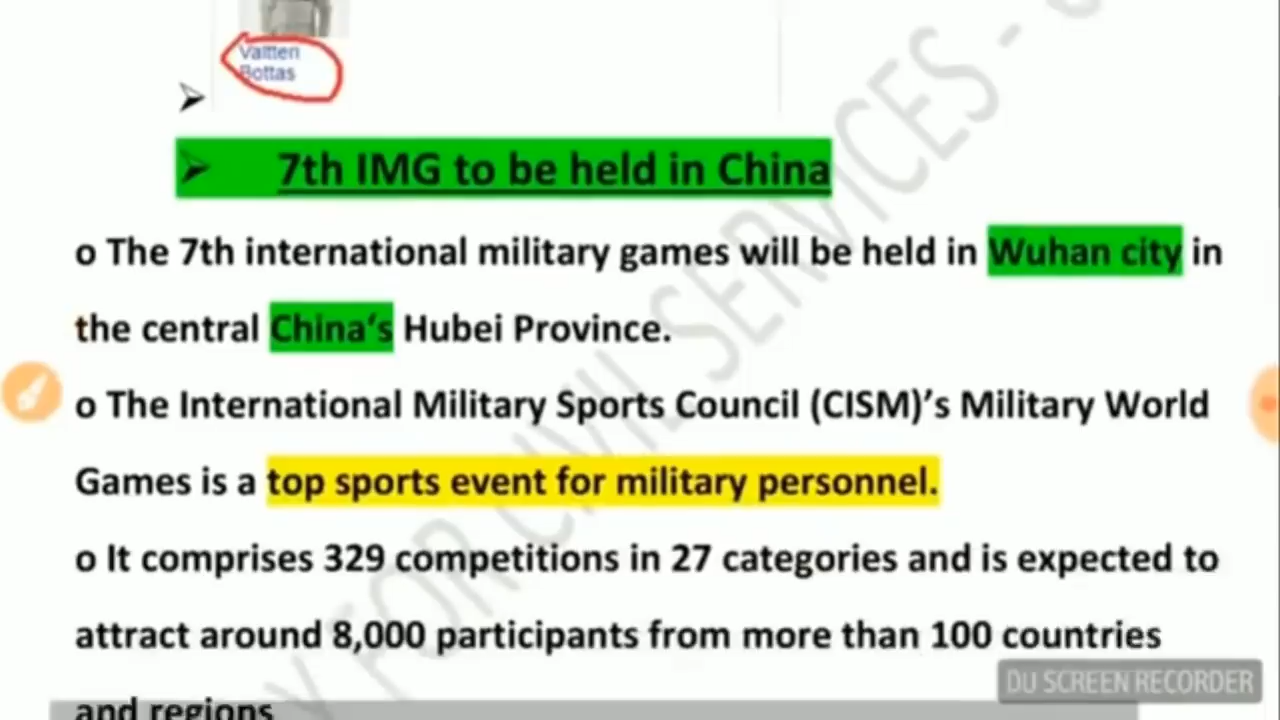 Valtteri
Bottas
7th IMG to be held in China
o The 7th international military games will be held in Wuhan city in
the central China's Hubei Province.
o The International Military Sports Council (CISM)'s Military World
Games is a top sports event for military personnel.
o It comprises 329 competitions in 27 categories and is expected to
attract around 8,000 participants from more than 100 countries
and regions
FOR CIVIL SERVICES -
DU SCREEN RECORDER